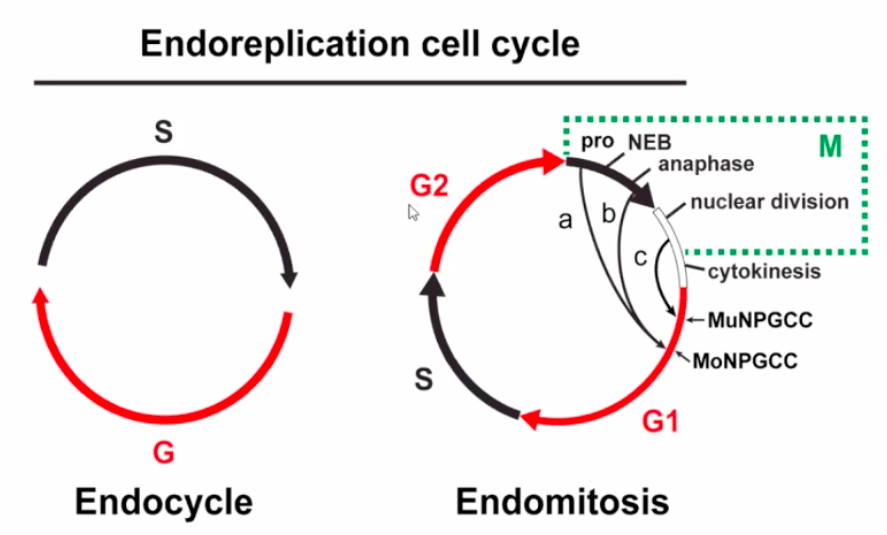 Endoreplication cell cycle
S
G
Endocycle
pro
NEB
M
anaphase
G2
nuclear division
a
b
c
cytokinesis
MuNPGCC
MoNPGCC
S
G1
Endomitosis